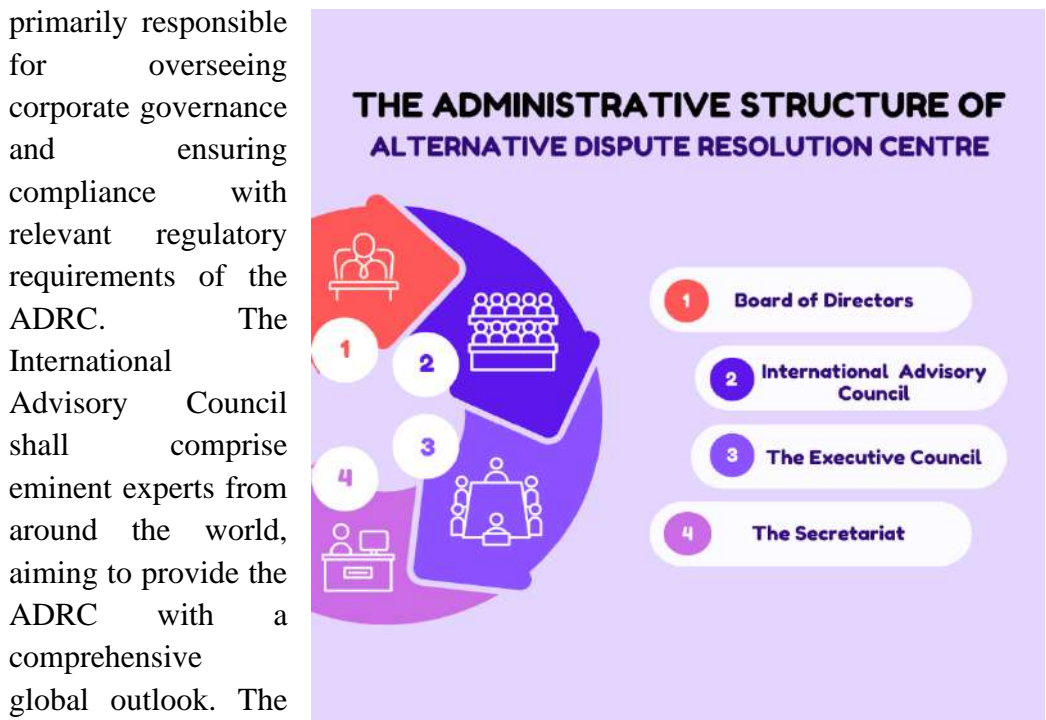 primarily responsible
for overseeing
corporate governance
and ensuring
compliance with
relevant regulatory
requirements of the
ADRC. The
International
Advisory Council
shall comprise
eminent experts from
around the world,
aiming to provide the
ADRC with a
comprehensive
global outlook. The
THE ADMINISTRATIVE STRUCTURE OF
ALTERNATIVE DISPUTE RESOLUTION CENTRE
1
2
3
4
1 Board of Directors
2 International Advisory
Council
3 The Executive Council
4 The Secretariat